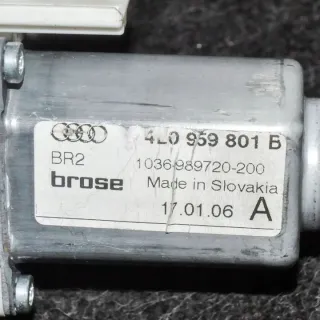 4L0 959 801 B
BR2 1036989720-200
brose Made in Slovakia
17.01.06 A